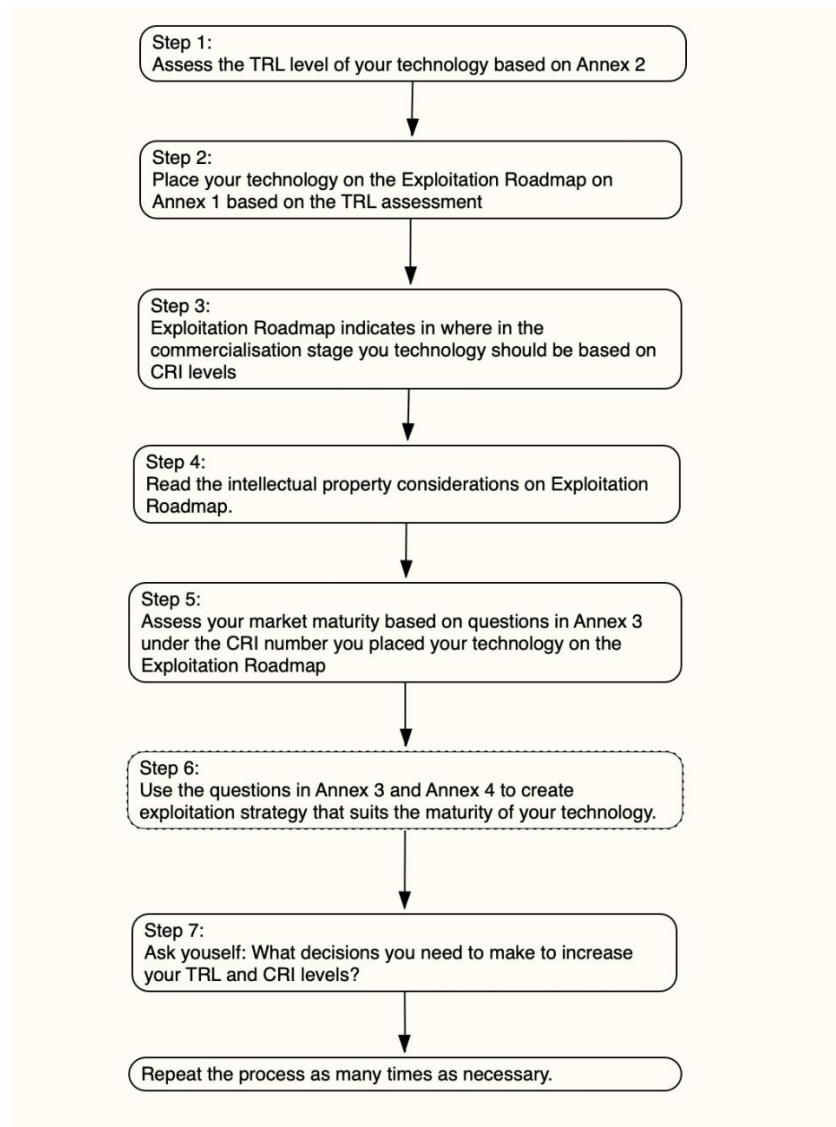 Step 1:
Assess the TRL level of your technology based on Annex 2
Step 2:
Place your technology on the Exploitation Roadmap on
Annex 1 based on the TRL assessment
Step 3:
Exploitation Roadmap indicates in where in the
commercialisation stage you technology should be based on
CRI levels
Step 4:
Read the intellectual property considerations on Exploitation
Roadmap.
Step 5:
Assess your market maturity based on questions in Annex 3
under the CRI number you placed your technology on the
Exploitation Roadmap
Step 6:
Use the questions in Annex 3 and Annex 4 to create
exploitation strategy that suits the maturity of your technology.
Step 7:
Ask youself: What decisions you need to make to increase
your TRL and CRI levels?
Repeat the process as many times as necessary.